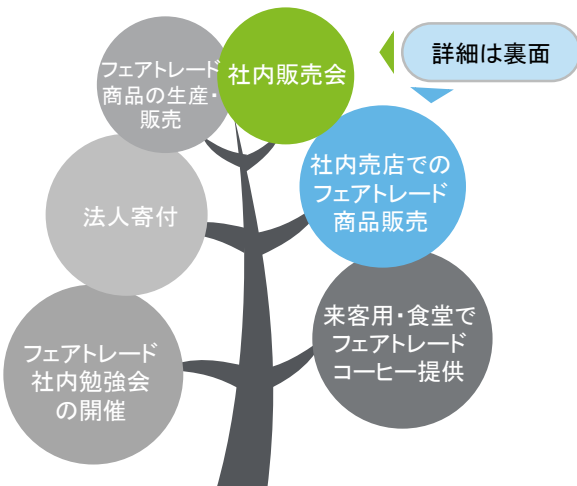 フェアトレード
商品の生産・
販売
社内販売会
詳細は裏面
社内売店での
フェアトレード
商品販売
法人寄付
来客用・食堂で
フェアトレード
コーヒー提供
フェアトレード
社内勉強会
の開催